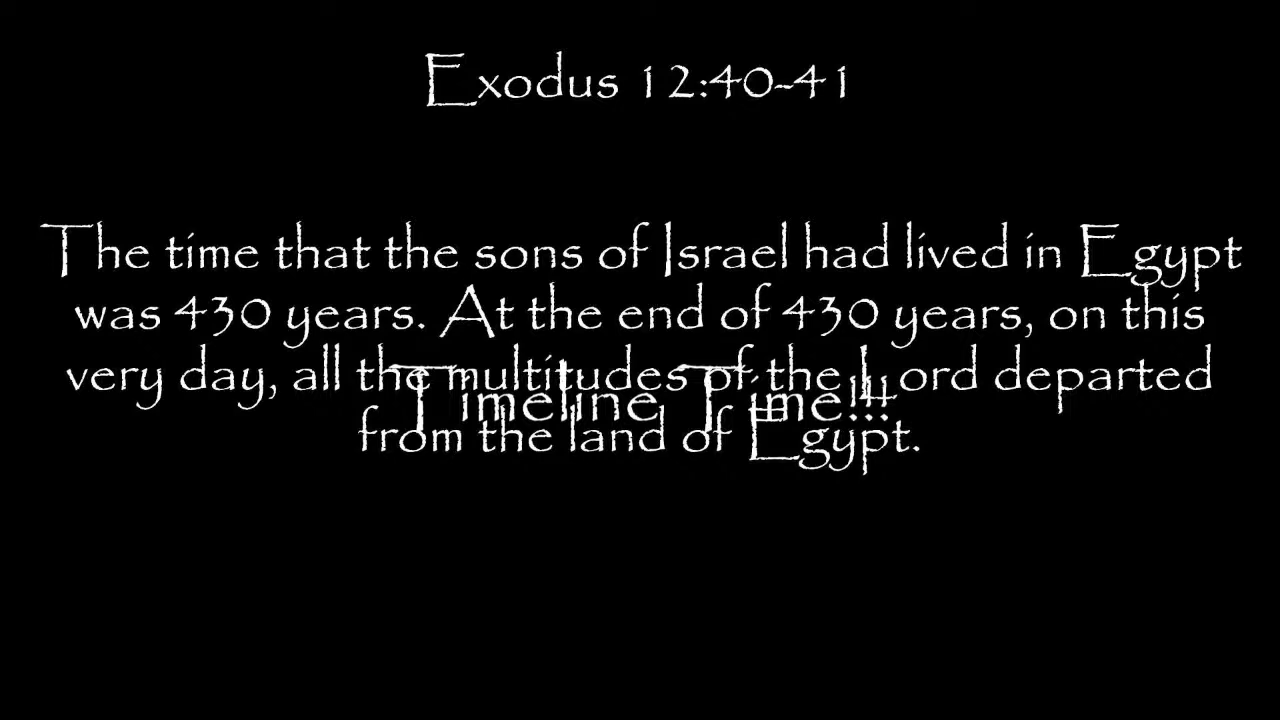 Exodus 12:40-41
The time that the sons of Israel had lived in Egypt
was 430 years. At the end of 430 years, on this
very day, all the multitudes of the Lord departed
Timeline Time!!!
from the land of Egypt.